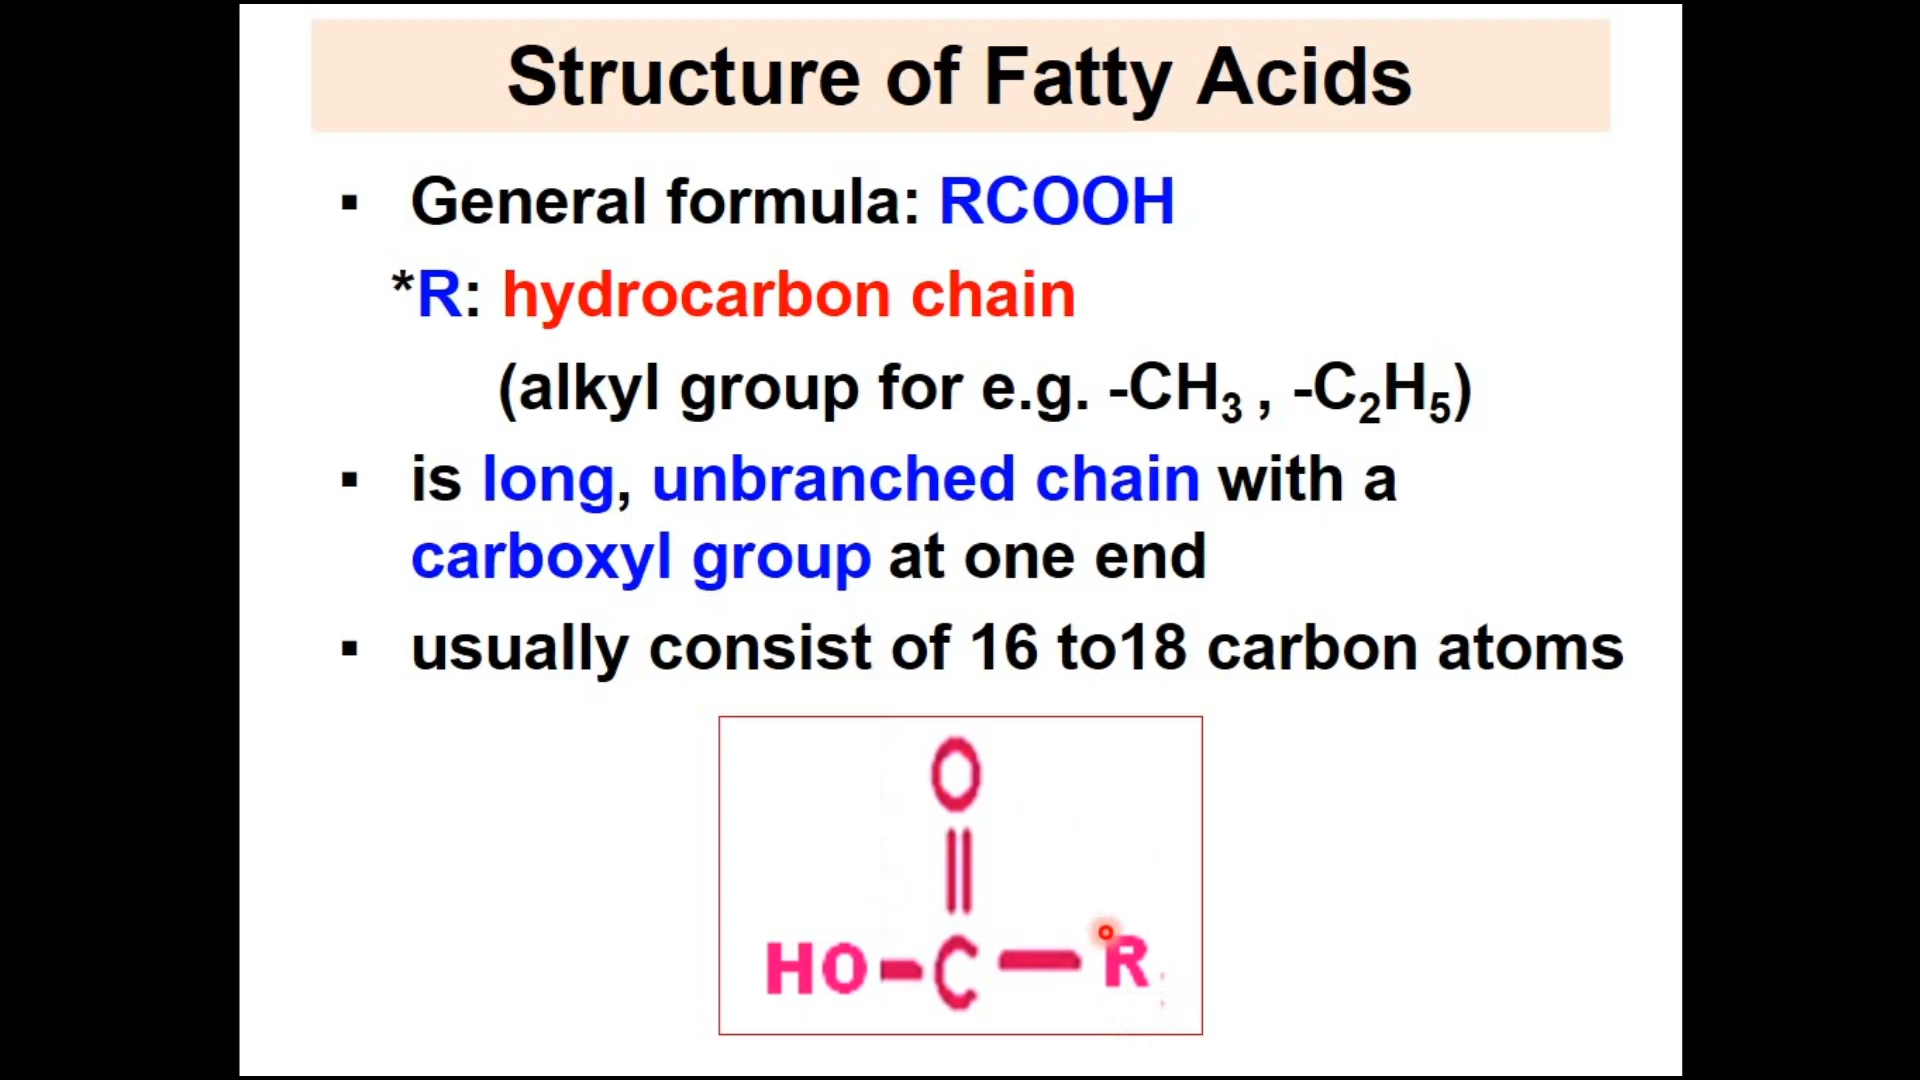 Structure of Fatty Acids
▪ General formula: RCOOH
*R: hydrocarbon chain
(alkyl group for e.g. -CH₃ , -C₂H₅)
▪ is long, unbranched chain with a
carboxyl group at one end
▪ usually consist of 16 to18 carbon atoms
O
HO C R